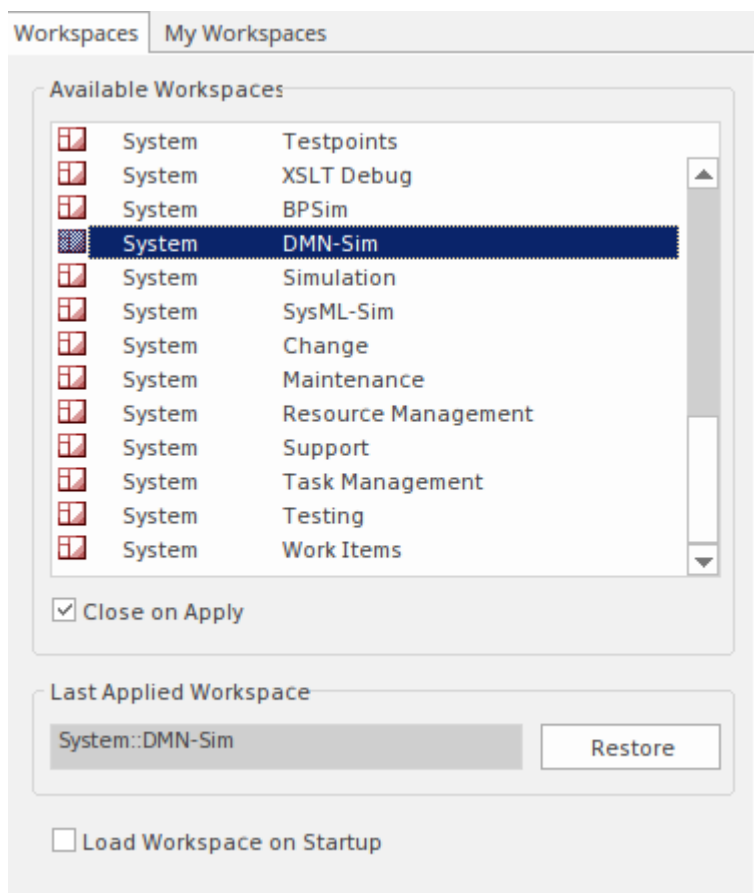 Workspaces My Workspaces
Available Workspaces
System Testpoints
System XSLT Debug
System BPSim
System DMN-Sim
System Simulation
System SysML-Sim
System Change
System Maintenance
System Resource Management
System Support
System Task Management
System Testing
System Work Items
Close on Apply
Last Applied Workspace
System::DMN-Sim Restore
Load Workspace on Startup